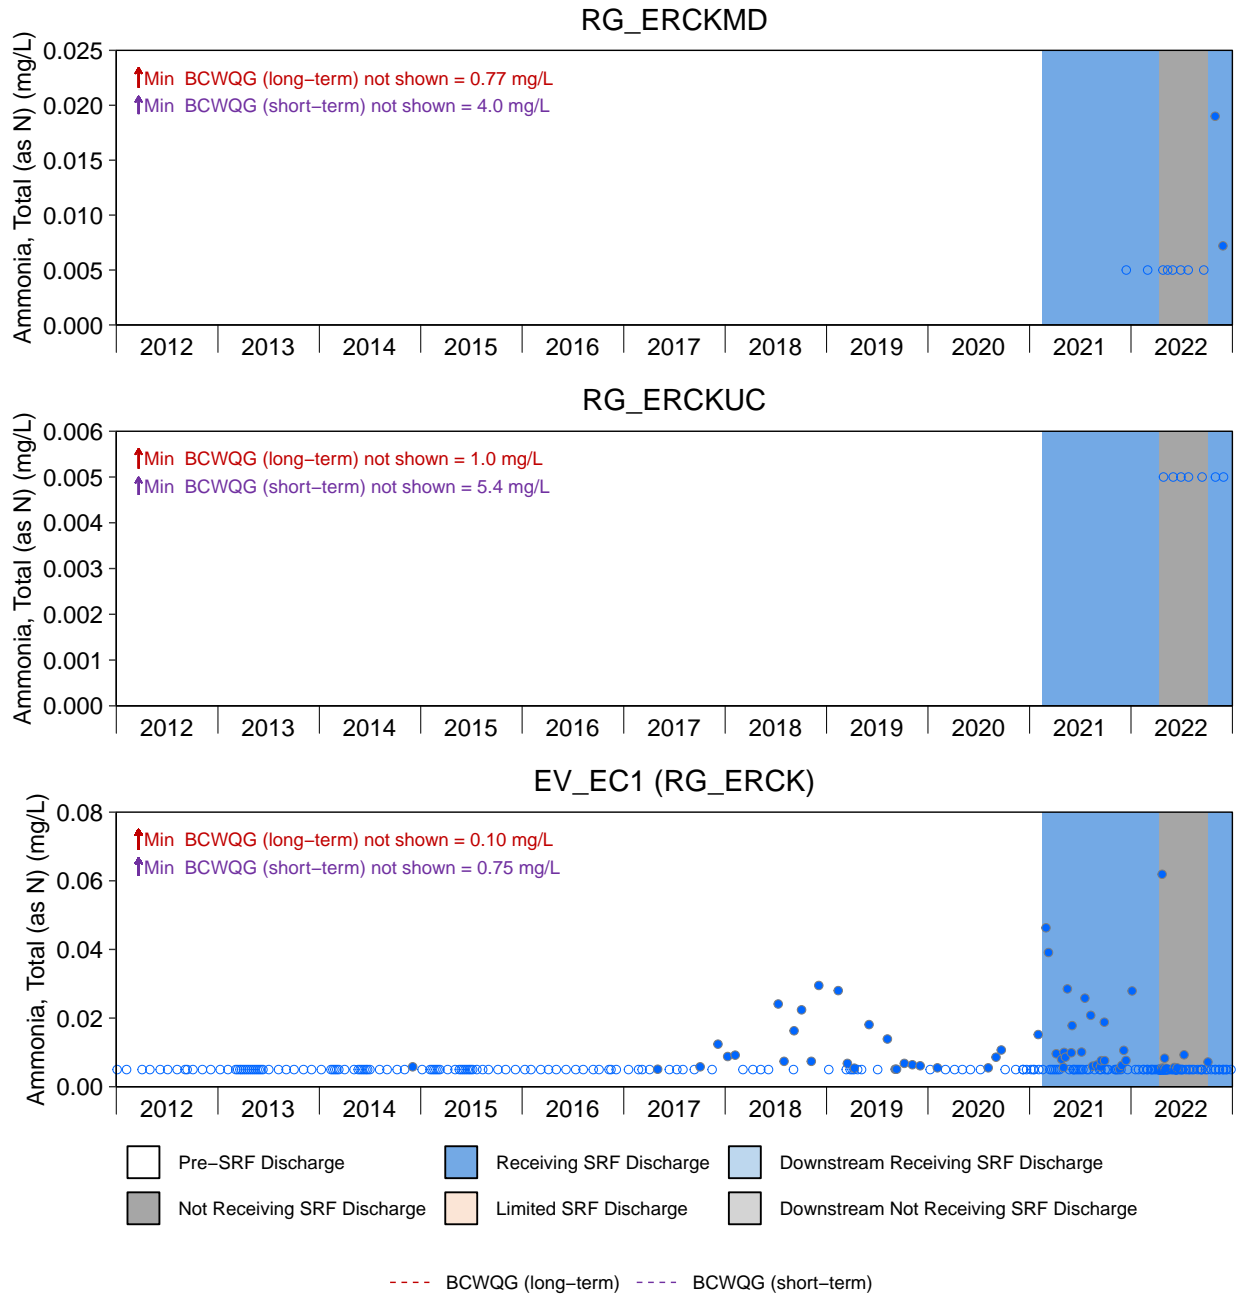 RG_ERCKMD
Ammonia, Total (as N) (mg/L)
0.025
0.020
0.015
0.010
0.005
0.000
Min BCWQG (long−term) not shown = 0.77 mg/L
Min BCWQG (short−term) not shown = 4.0 mg/L
2012 2013 2014 2015 2016 2017 2018 2019 2020 2021 2022
RG_ERCKUC
Ammonia, Total (as N) (mg/L)
0.006
0.005
0.004
0.003
0.002
0.001
0.000
Min BCWQG (long−term) not shown = 1.0 mg/L
Min BCWQG (short−term) not shown = 5.4 mg/L
2012 2013 2014 2015 2016 2017 2018 2019 2020 2021 2022
EV_EC1 (RG_ERCK)
Ammonia, Total (as N) (mg/L)
0.08
0.06
0.04
0.02
0.00
Min BCWQG (long−term) not shown = 0.10 mg/L
Min BCWQG (short−term) not shown = 0.75 mg/L
2012 2013 2014 2015 2016 2017 2018 2019 2020 2021 2022
Pre−SRF Discharge Receiving SRF Discharge Downstream Receiving SRF Discharge
Not Receiving SRF Discharge Limited SRF Discharge Downstream Not Receiving SRF Discharge
BCWQG (long−term) BCWQG (short−term)